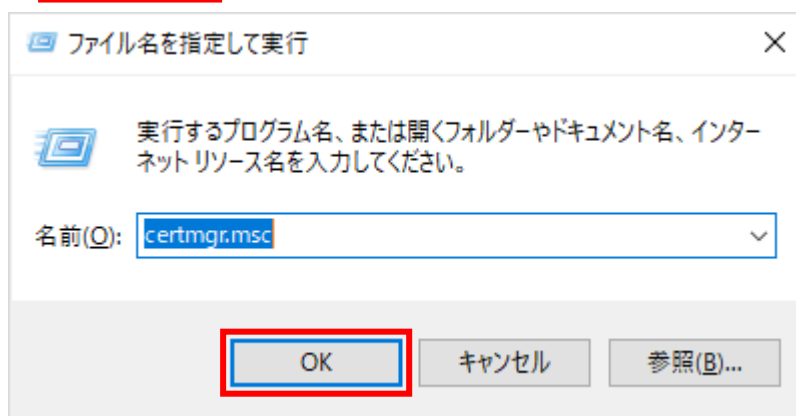 ファイル名を指定して実行
実行するプログラム名、または開くフォルダーやドキュメント名、インター
ネット リソース名を入力してください。
名前(O): certmgr.msc
OK キャンセル 参照(B)...